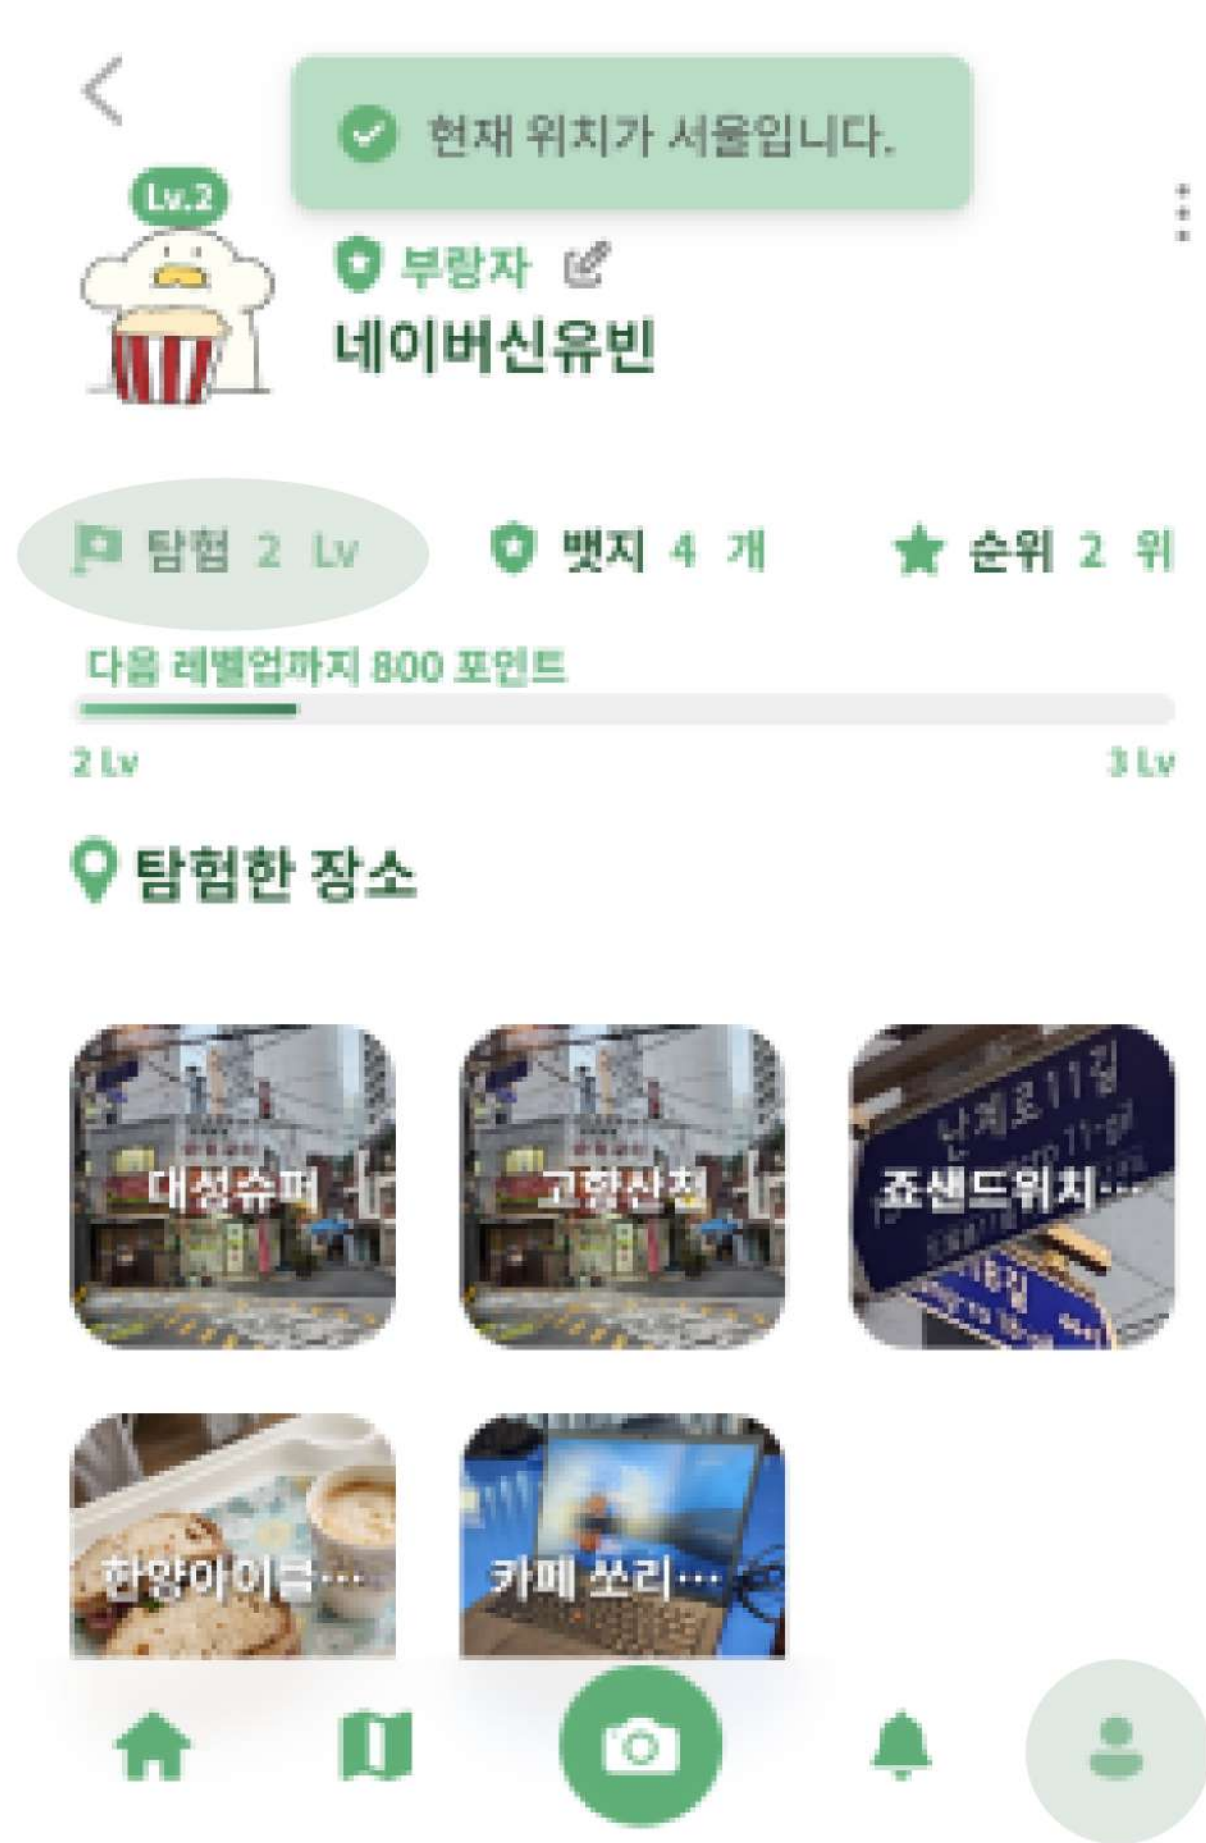 현재 위치가 서울입니다.
Lv.2
부랑자
네이버신유빈
탐험 2 Lv
뱃지 4 개
순위 2 위
다음 레벨업까지 800 포인트
2 Lv
3 Lv
탐험한 장소
대성슈퍼
고향산천
죠샌드위치…
난계로11길
한양아이름…
카페 쏘리…